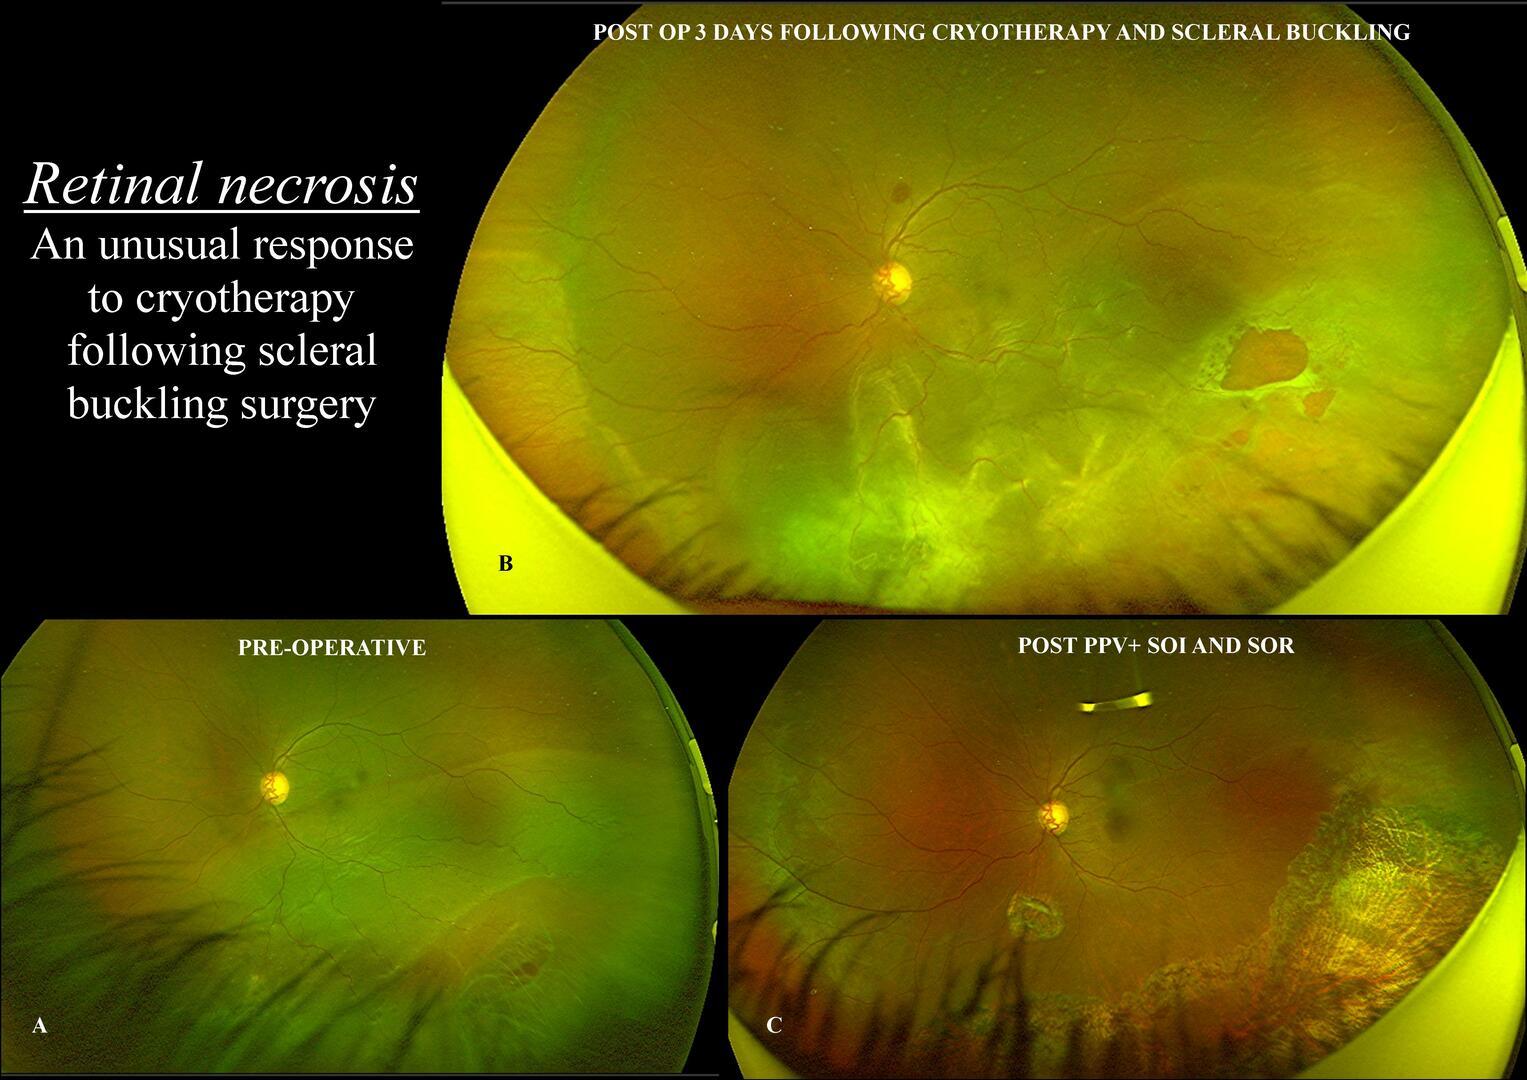 Retinal necrosis
An unusual response
to cryotherapy
following scleral
buckling surgery
POST OP 3 DAYS FOLLOWING CRYOTHERAPY AND SCLERAL BUCKLING
B
PRE-OPERATIVE
A
POST PPV+ SOI AND SOR
C